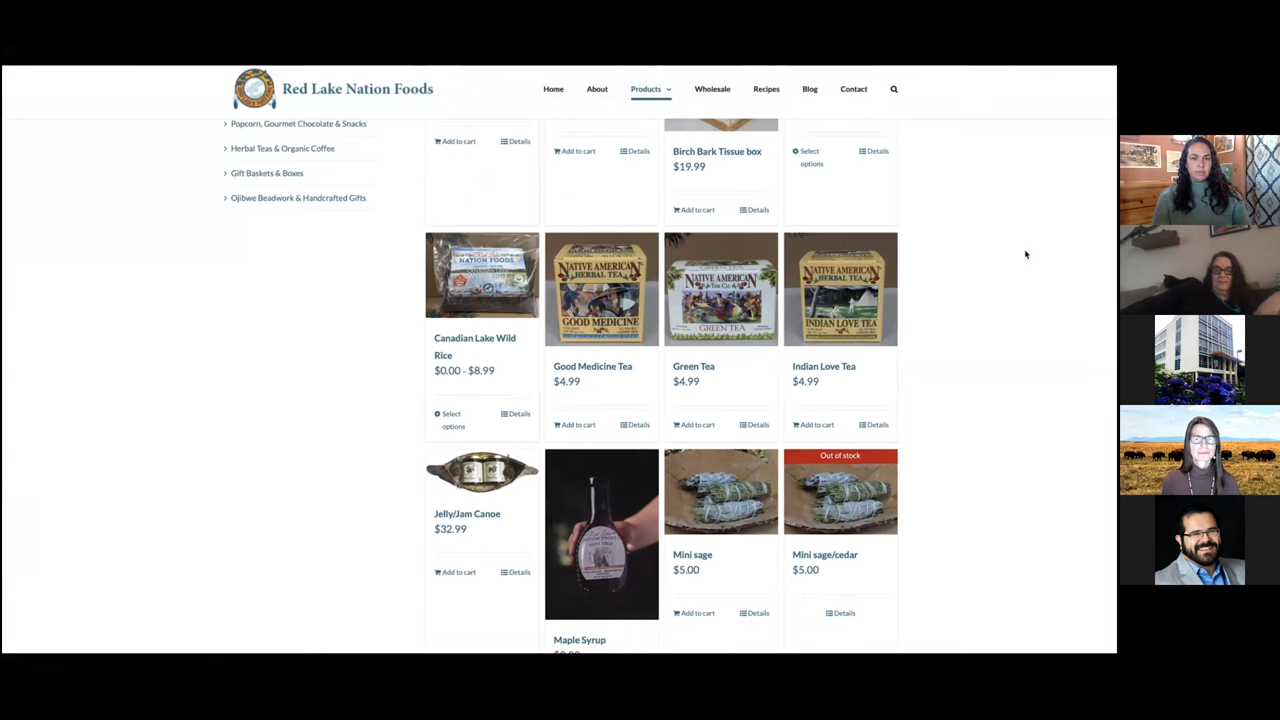 Red Lake Nation Foods
Home About Products Wholesale Recipes Blog Contact
> Popcorn, Gourmet Chocolate & Snacks
> Herbal Teas & Organic Coffee
> Gift Baskets & Boxes
> Ojibwe Beadwork & Handcrafted Gifts
Add to cart Details
Add to cart Details
Birch Bark Tissue box
$19.99
Add to cart Details
Select options Details
NATION FOODS
Canadian Lake Wild
Rice
$0.00 - $8.99
Select options Details
NATIVE AMERICAN
HERBAL TEA
GOOD MEDICINE
Good Medicine Tea
$4.99
Add to cart Details
GREEN TEA
NATIVE AMERICAN
Tea Co.
GREEN TEA
Green Tea
$4.99
Add to cart Details
NATIVE AMERICAN
HERBAL TEA
INDIAN LOVE TEA
Indian Love Tea
$4.99
Add to cart Details
Jelly/Jam Canoe
$32.99
Add to cart Details
NATION FOODS
Maple Syrup
Mini sage
$5.00
Add to cart Details
Out of stock
Mini sage/cedar
$5.00
Details